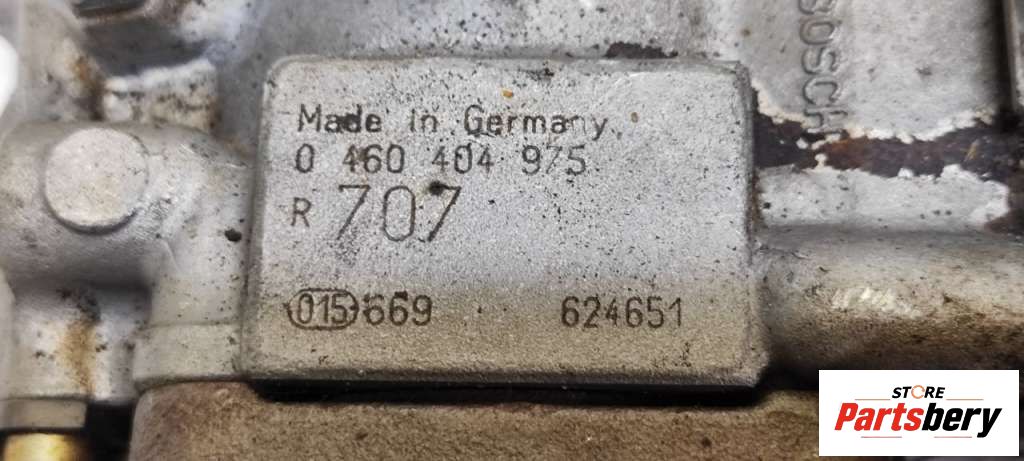 BOSCH
Made in Germany
0 460 404 975
R 707
015 669 624651
STORE
Partsbery